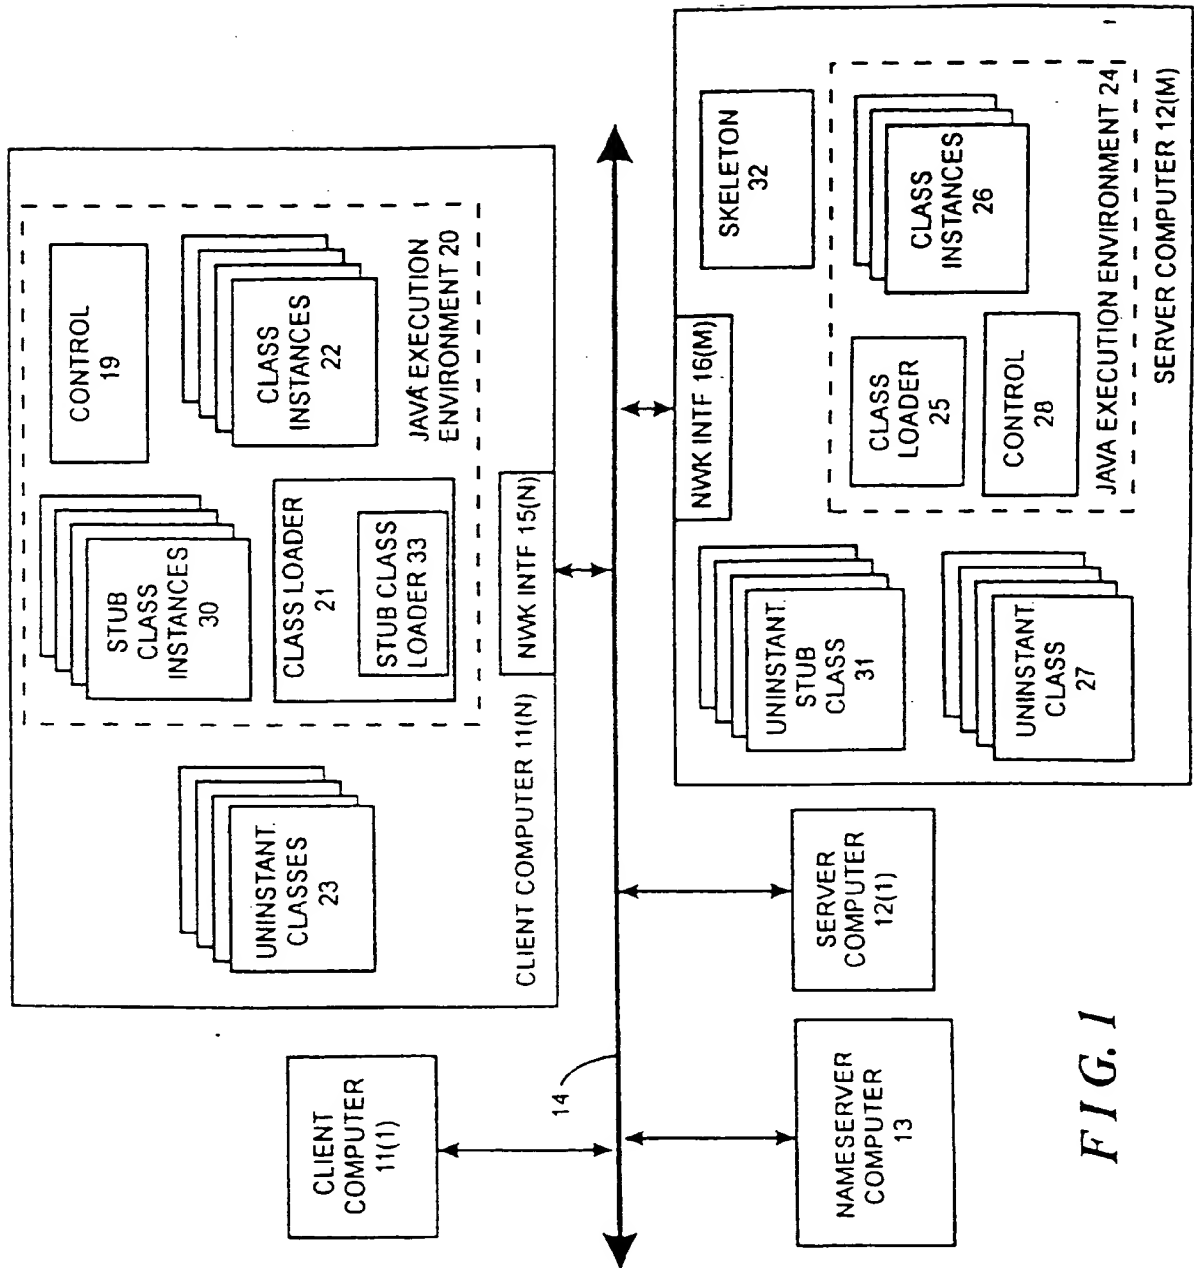 CLIENT
COMPUTER
11(1)
UNINSTANT.
CLASSES
23
STUB
CLASS
INSTANCES
30
CONTROL
19
CLASS LOADER
21
STUB CLASS
LOADER 33
CLASS
INSTANCES
22
JAVA EXECUTION
ENVIRONMENT 20
CLIENT COMPUTER 11(N)
NWK INTF 15(N)
14
NAMESERVER
COMPUTER
13
SERVER
COMPUTER
12(1)
NWK INTF 16(M)
SKELETON
32
UNINSTANT.
STUB
CLASS
31
UNINSTANT.
CLASS
27
CLASS
LOADER
25
CLASS
INSTANCES
26
CONTROL
28
JAVA EXECUTION ENVIRONMENT 24
SERVER COMPUTER 12(M)
FIG. 1